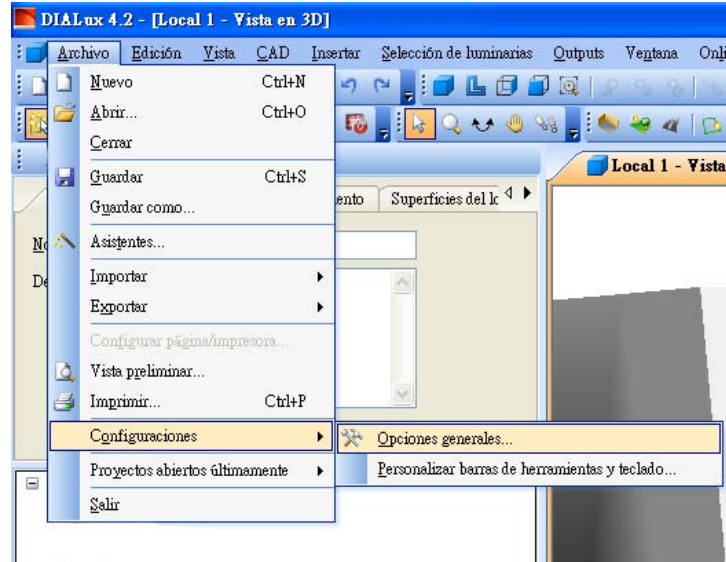 DIALux 4.2 - [Local 1 - Vista en 3D]
Archivo Edición Vista CAD Insertar Selección de luminarias Outputs Ventana
Nuevo Ctrl+N
Abrir... Ctrl+O
Cerrar
Local 1 - Vista
Guardar Ctrl+S
Guardar como...
Superficies del
Asistentes...
Importar
Exportar
Configurar página/impresora...
Vista preliminar...
Imprimir... Ctrl+P
Configuraciones
Opciones generales...
Proyectos abiertos últimamente
Personalizar barras de herramientas y teclado...
Salir